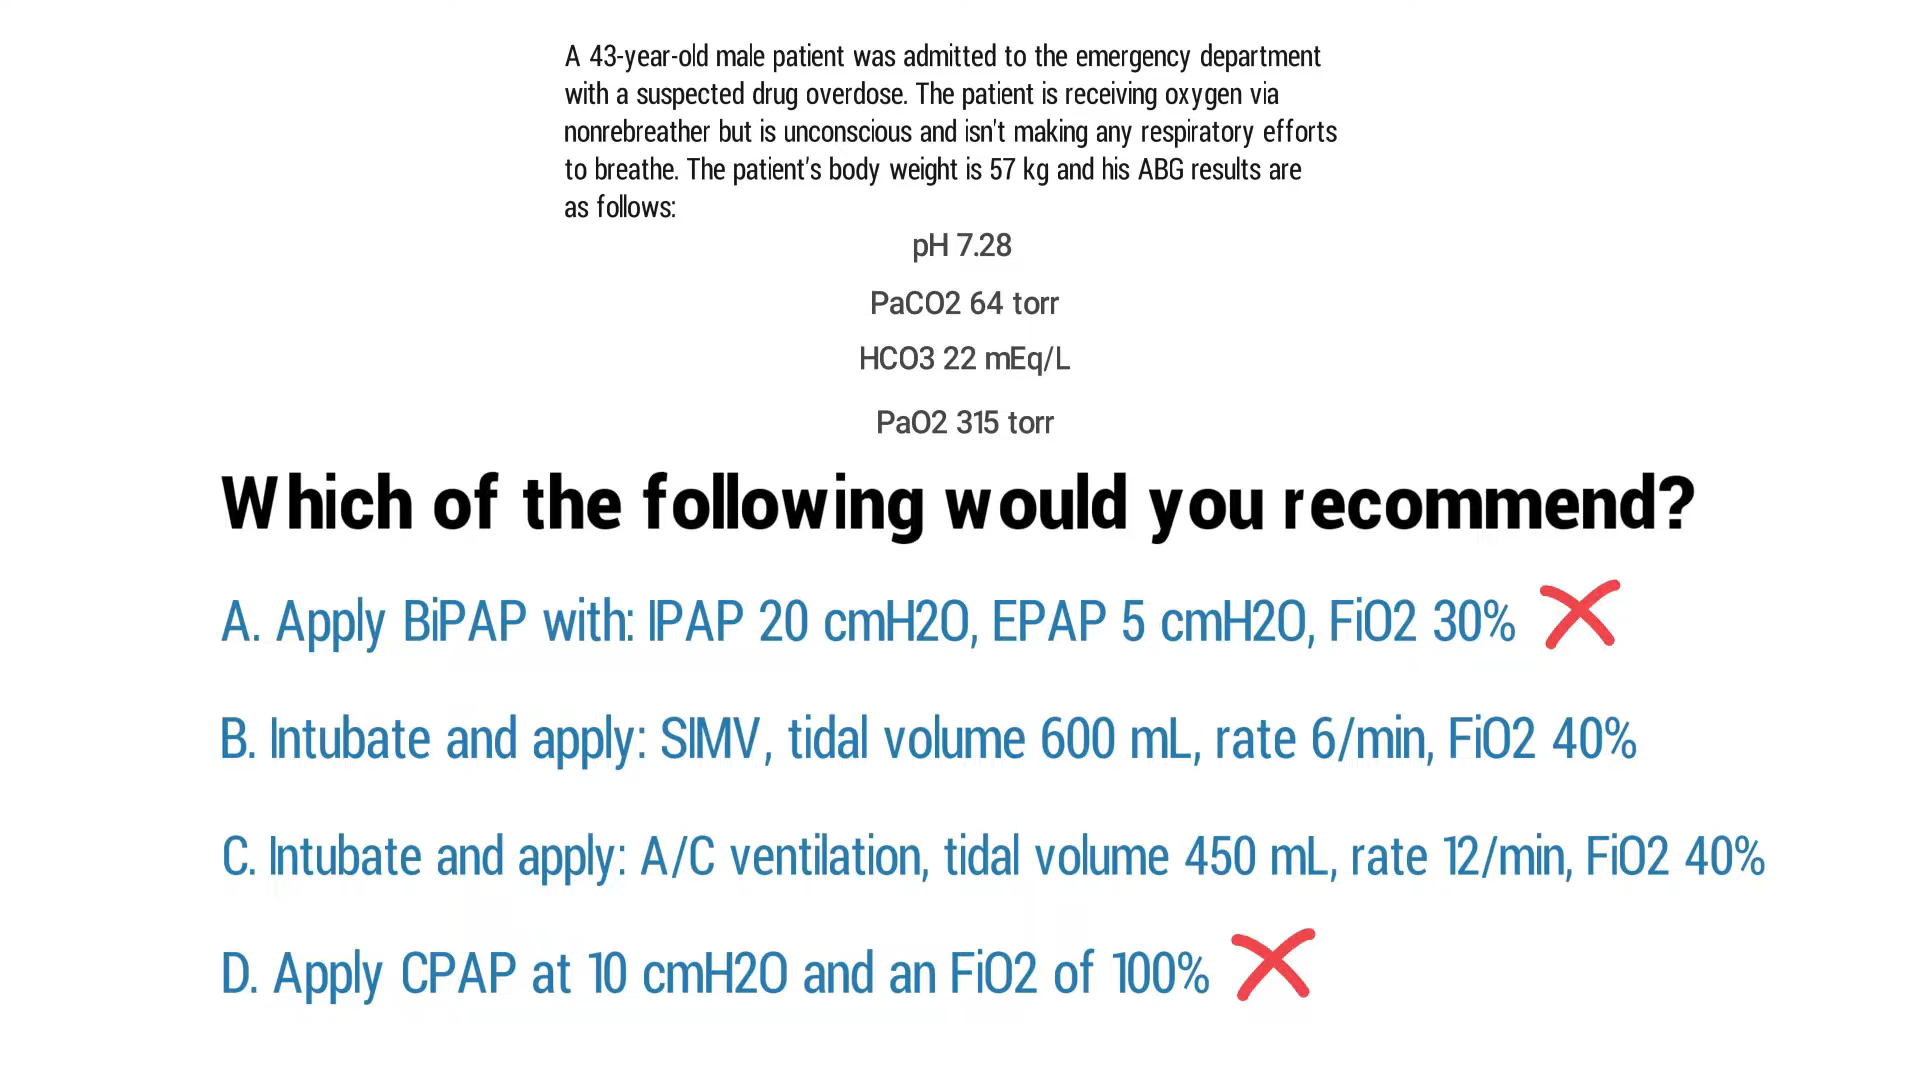 A 43-year-old male patient was admitted to the emergency department
with a suspected drug overdose. The patient is receiving oxygen via
nonrebreather but is unconscious and isn't making any respiratory efforts
to breathe. The patient's body weight is 57 kg and his ABG results are
as follows:
pH 7.28
PaCO2 64 torr
HCO3 22 mEq/L
PaO2 315 torr
Which of the following would you recommend?
A. Apply BiPAP with: IPAP 20 cmH2O, EPAP 5 cmH2O, FiO2 30%
B. Intubate and apply: SIMV, tidal volume 600 mL, rate 6/min, FiO2 40%
C. Intubate and apply: A/C ventilation, tidal volume 450 mL, rate 12/min, FiO2 40%
D. Apply CPAP at 10 cmH2O and an FiO2 of 100%